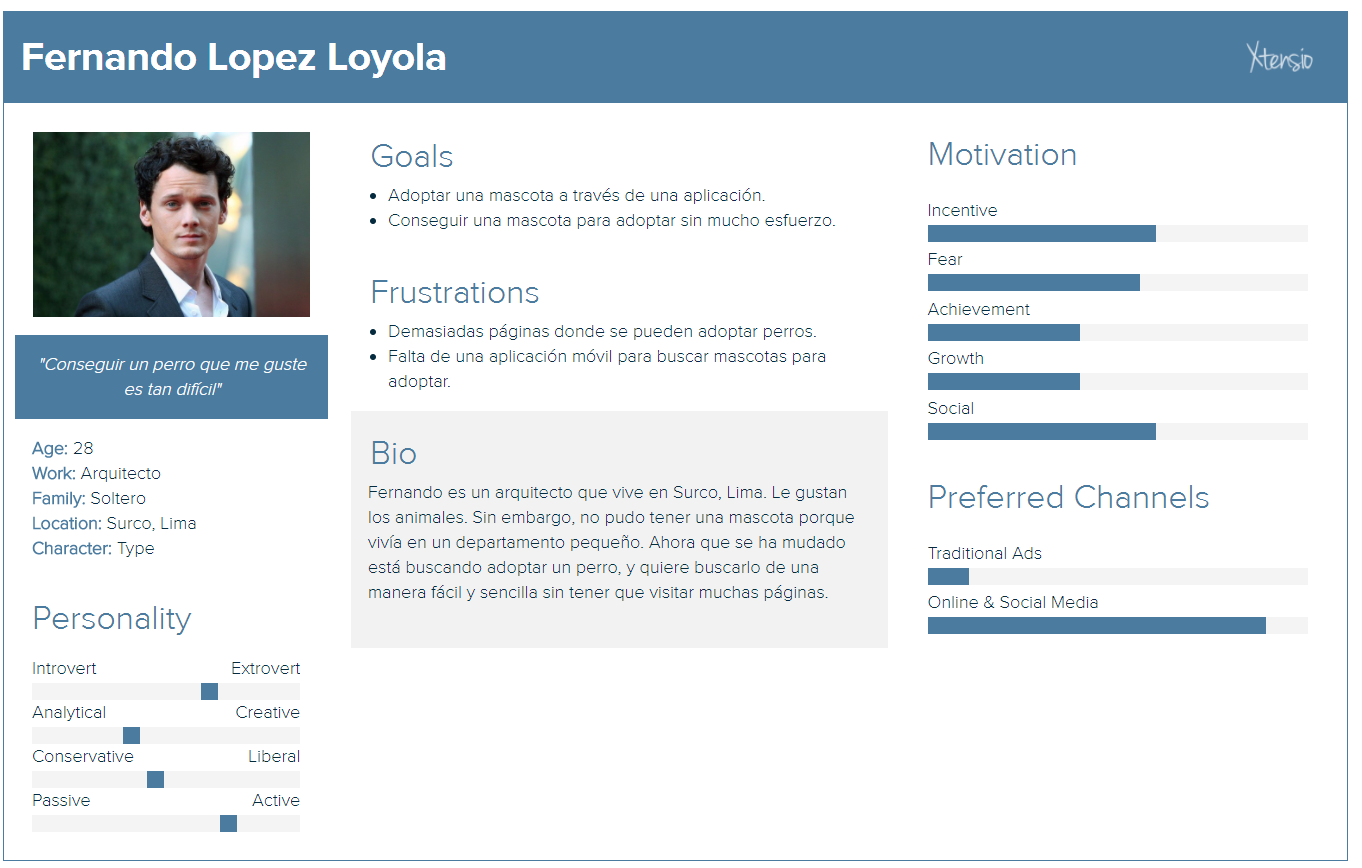 Fernando Lopez Loyola
Xtensio
"Conseguir un perro que me guste
es tan difícil"
Age: 28
Work: Arquitecto
Family: Soltero
Location: Surco, Lima
Character: Type
Personality
Introvert Extrovert
Analytical Creative
Conservative Liberal
Passive Active
Goals
• Adoptar una mascota a través de una aplicación.
• Conseguir una mascota para adoptar sin mucho esfuerzo.
Frustrations
• Demasiadas páginas donde se pueden adoptar perros.
• Falta de una aplicación móvil para buscar mascotas para
adoptar.
Bio
Fernando es un arquitecto que vive en Surco, Lima. Le gustan
los animales. Sin embargo, no pudo tener una mascota porque
vivía en un departamento pequeño. Ahora que se ha mudado
está buscando adoptar un perro, y quiere buscarlo de una
manera fácil y sencilla sin tener que visitar muchas páginas.
Motivation
Incentive
Fear
Achievement
Growth
Social
Preferred Channels
Traditional Ads
Online & Social Media